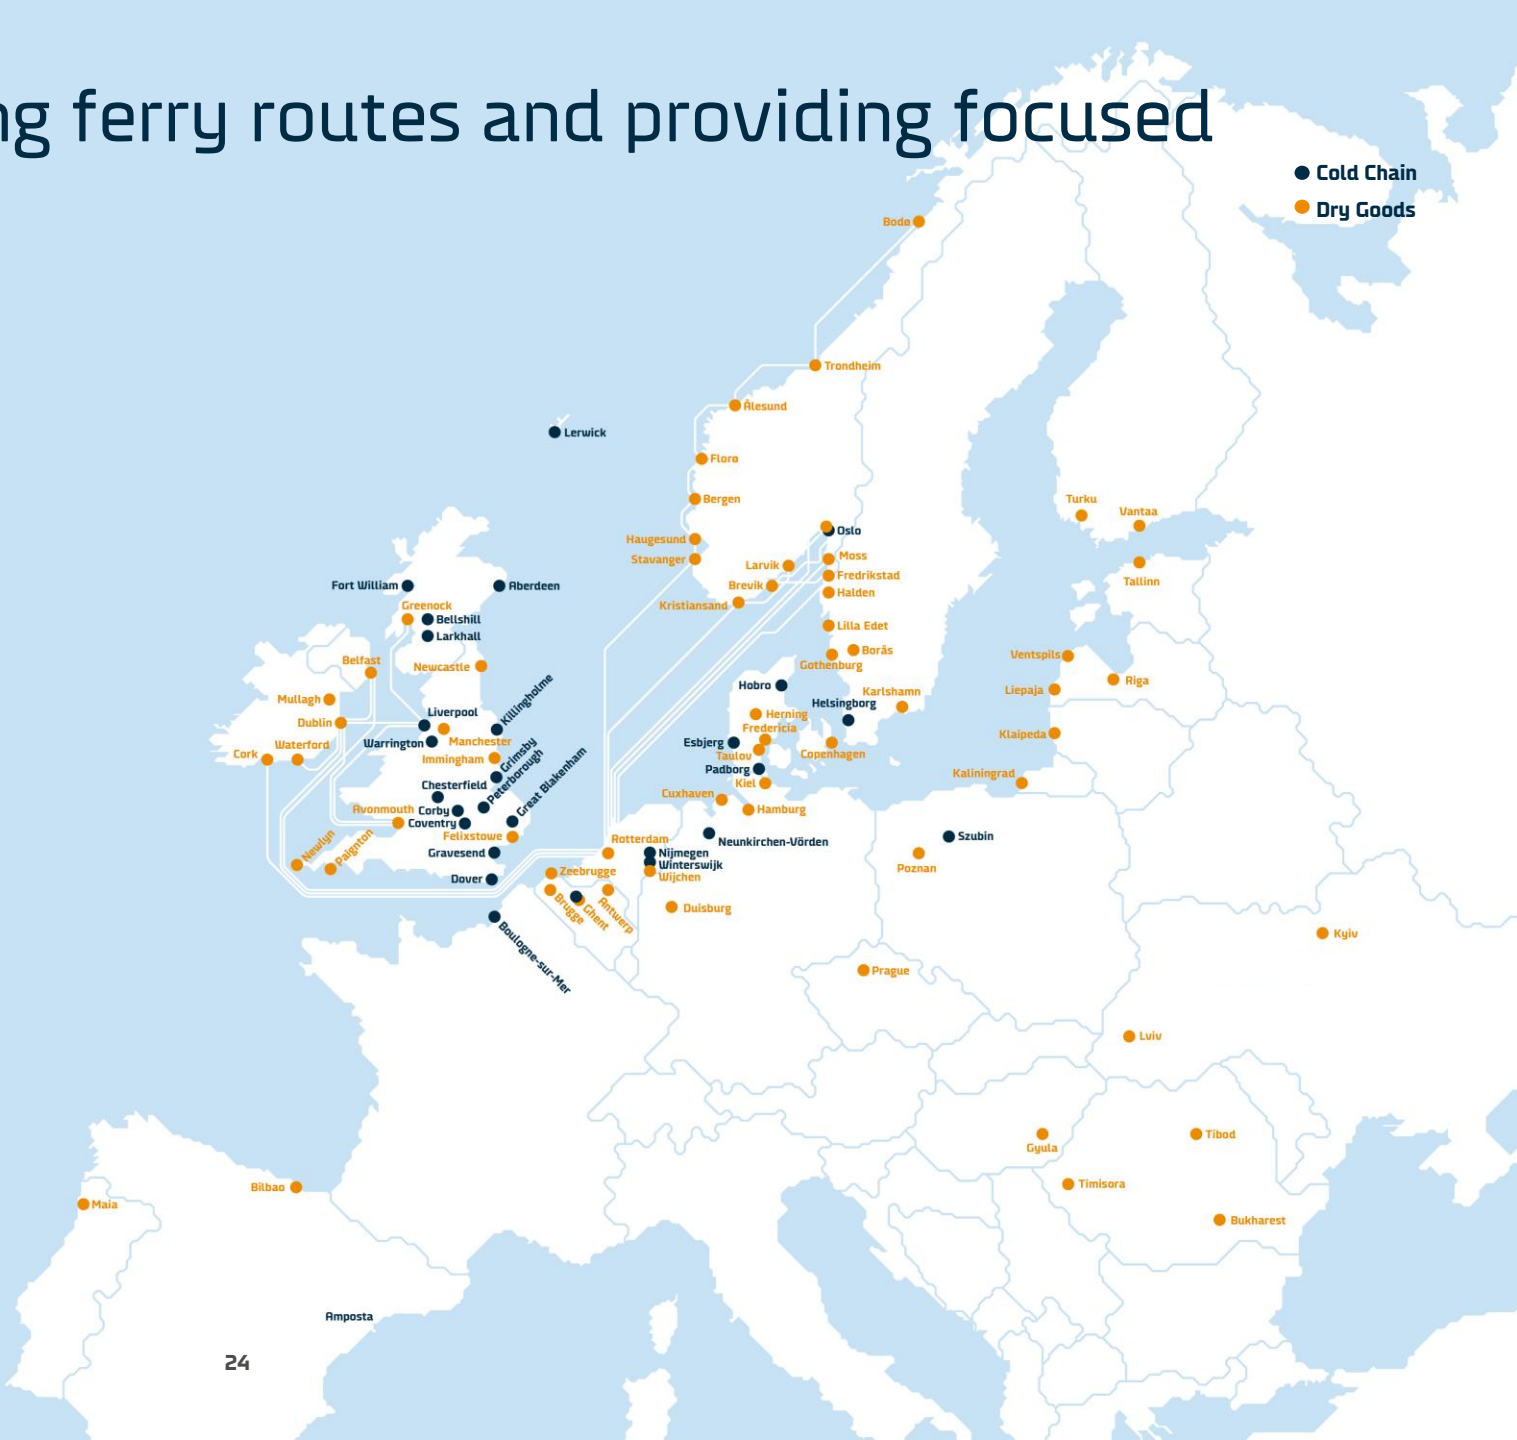 ng ferry routes and providing focused
Cold Chain
Dry Goods
Bodø
Trondheim
Ålesund
Lerwick
Florø
Bergen
Turku
Vantaa
Oslo
Haugesund
Stavanger
Larvik
Moss
Brevik
Fredrikstad
Tallinn
Fort William
Aberdeen
Halden
Greenock
Kristiansand
Bellshill
Lilla Edet
Larkhall
Borås
Ventspils
Belfast
Newcastle
Gothenburg
Riga
Hobro
Karlshamn
Liepaja
Mullagh
Killingholme
Helsingborg
Liverpool
Herning
Dublin
Fredericia
Klaipeda
Warrington
Manchester
Esbjerg
Waterford
Cork
Immingham
Grimsby
Taulov
Copenhagen
Padborg
Kaliningrad
Chesterfield
Peterborough
Great Blakenham
Kiel
Cuxhaven
Avonmouth
Corby
Hamburg
Coventry
Felixstowe
Rotterdam
Neunkirchen-Vörden
Szubin
Newlyn
Paignton
Gravesend
Nijmegen
Winterswijk
Poznan
Dover
Zeebrugge
Wijchen
Brugge
Ghent
Antwerp
Duisburg
Boulogne-sur-Mer
Kyiv
Prague
Lviv
Gyula
Tibod
Bilbao
Timisora
Maia
Bukharest
Amposta
24